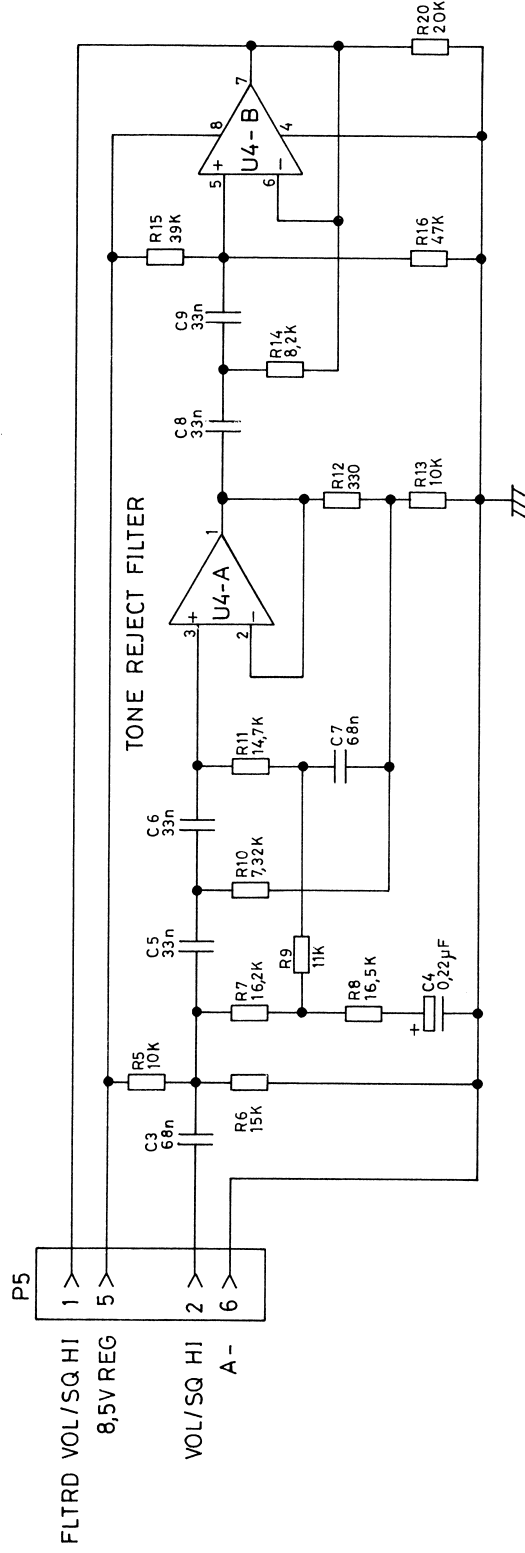 TONE REJECT FILTER
P5
FLTRD VOL/SQ HI
1
8,5V REG
5
VOL/SQ HI
2
A-
6
C3
68n
R5
10K
R6
15K
R7
16,2K
R8
16,5K
+
C4
0,22µF
R9
11K
C5
33n
R10
7,32K
C6
33n
R11
14,7K
C7
68n
3
+
2
-
1
U4-A
R12
330
R13
10K
C8
33n
R14
8,2K
C9
33n
R15
39K
R16
47K
5
+
6
-
8
7
4
U4-B
R20
20K